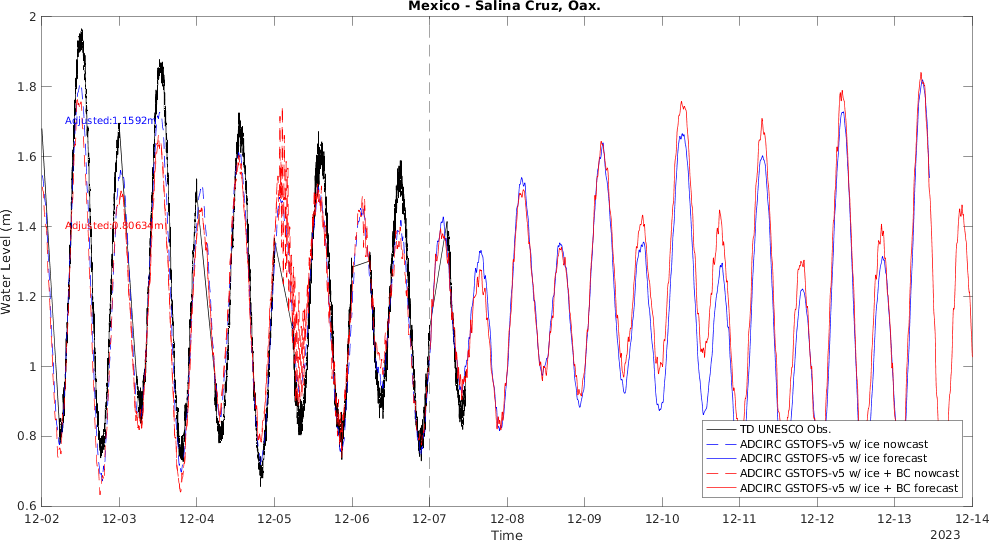 Mexico - Salina Cruz, Oax.
Water Level (m)
2
1.8
1.6
1.4
1.2
1
0.8
0.6
Adjusted:1.1592m
Adjusted:0.80634m
TD UNESCO Obs.
ADCIRC GSTOFS-v5 w/ ice nowcast
ADCIRC GSTOFS-v5 w/ ice forecast
ADCIRC GSTOFS-v5 w/ ice + BC nowcast
ADCIRC GSTOFS-v5 w/ ice + BC forecast
12-02 12-03 12-04 12-05 12-06 12-07 12-08 12-09 12-10 12-11 12-12 12-13 12-14
Time
2023